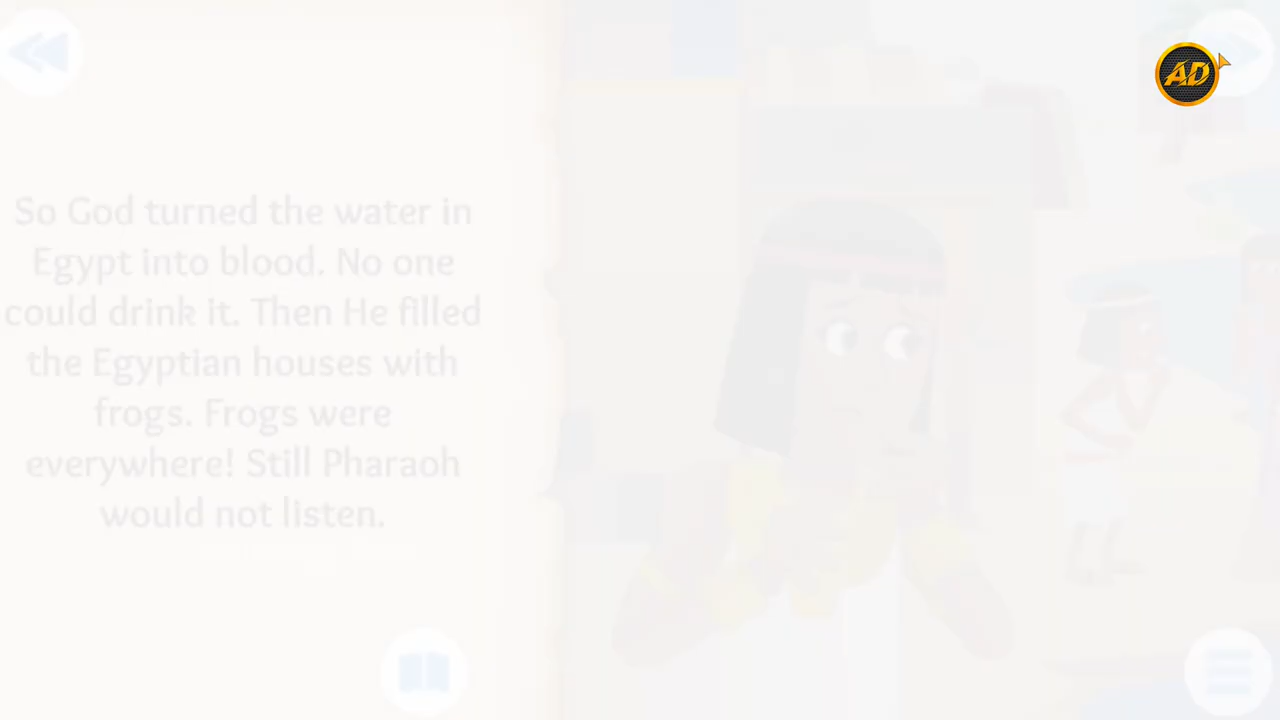 AD
So God turned the water in
Egypt into blood. No one
could drink it. Then He filled
the Egyptian houses with
frogs. Frogs were
everywhere! Still Pharaoh
would not listen.